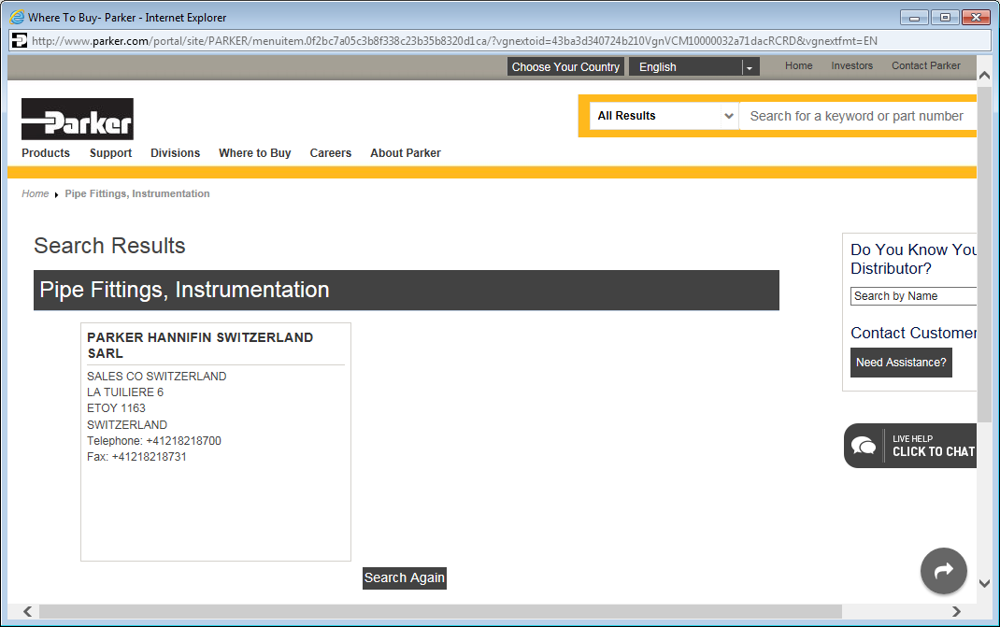 Where To Buy- Parker - Internet Explorer
http://www.parker.com/portal/site/PARKER/menuitem.0f2bc7a05c3b8f338c23b35b8320d1ca/?vgnextoid=43ba3d340724b210VgnVCM10000032a71dacRCRD&vgnextfmt=EN
Choose Your Country English Home Investors Contact Parker
Parker
All Results Search for a keyword or part number
Products Support Divisions Where to Buy Careers About Parker
Home Pipe Fittings, Instrumentation
Search Results
Pipe Fittings, Instrumentation
PARKER HANNIFIN SWITZERLAND
SARL
SALES CO SWITZERLAND
LA TUILIERE 6
ETOY 1163
SWITZERLAND
Telephone: +41218218700
Fax: +41218218731
Search Again
Do You Know You
Distributor?
Search by Name
Contact Customer
Need Assistance?
LIVE HELP
CLICK TO CHAT